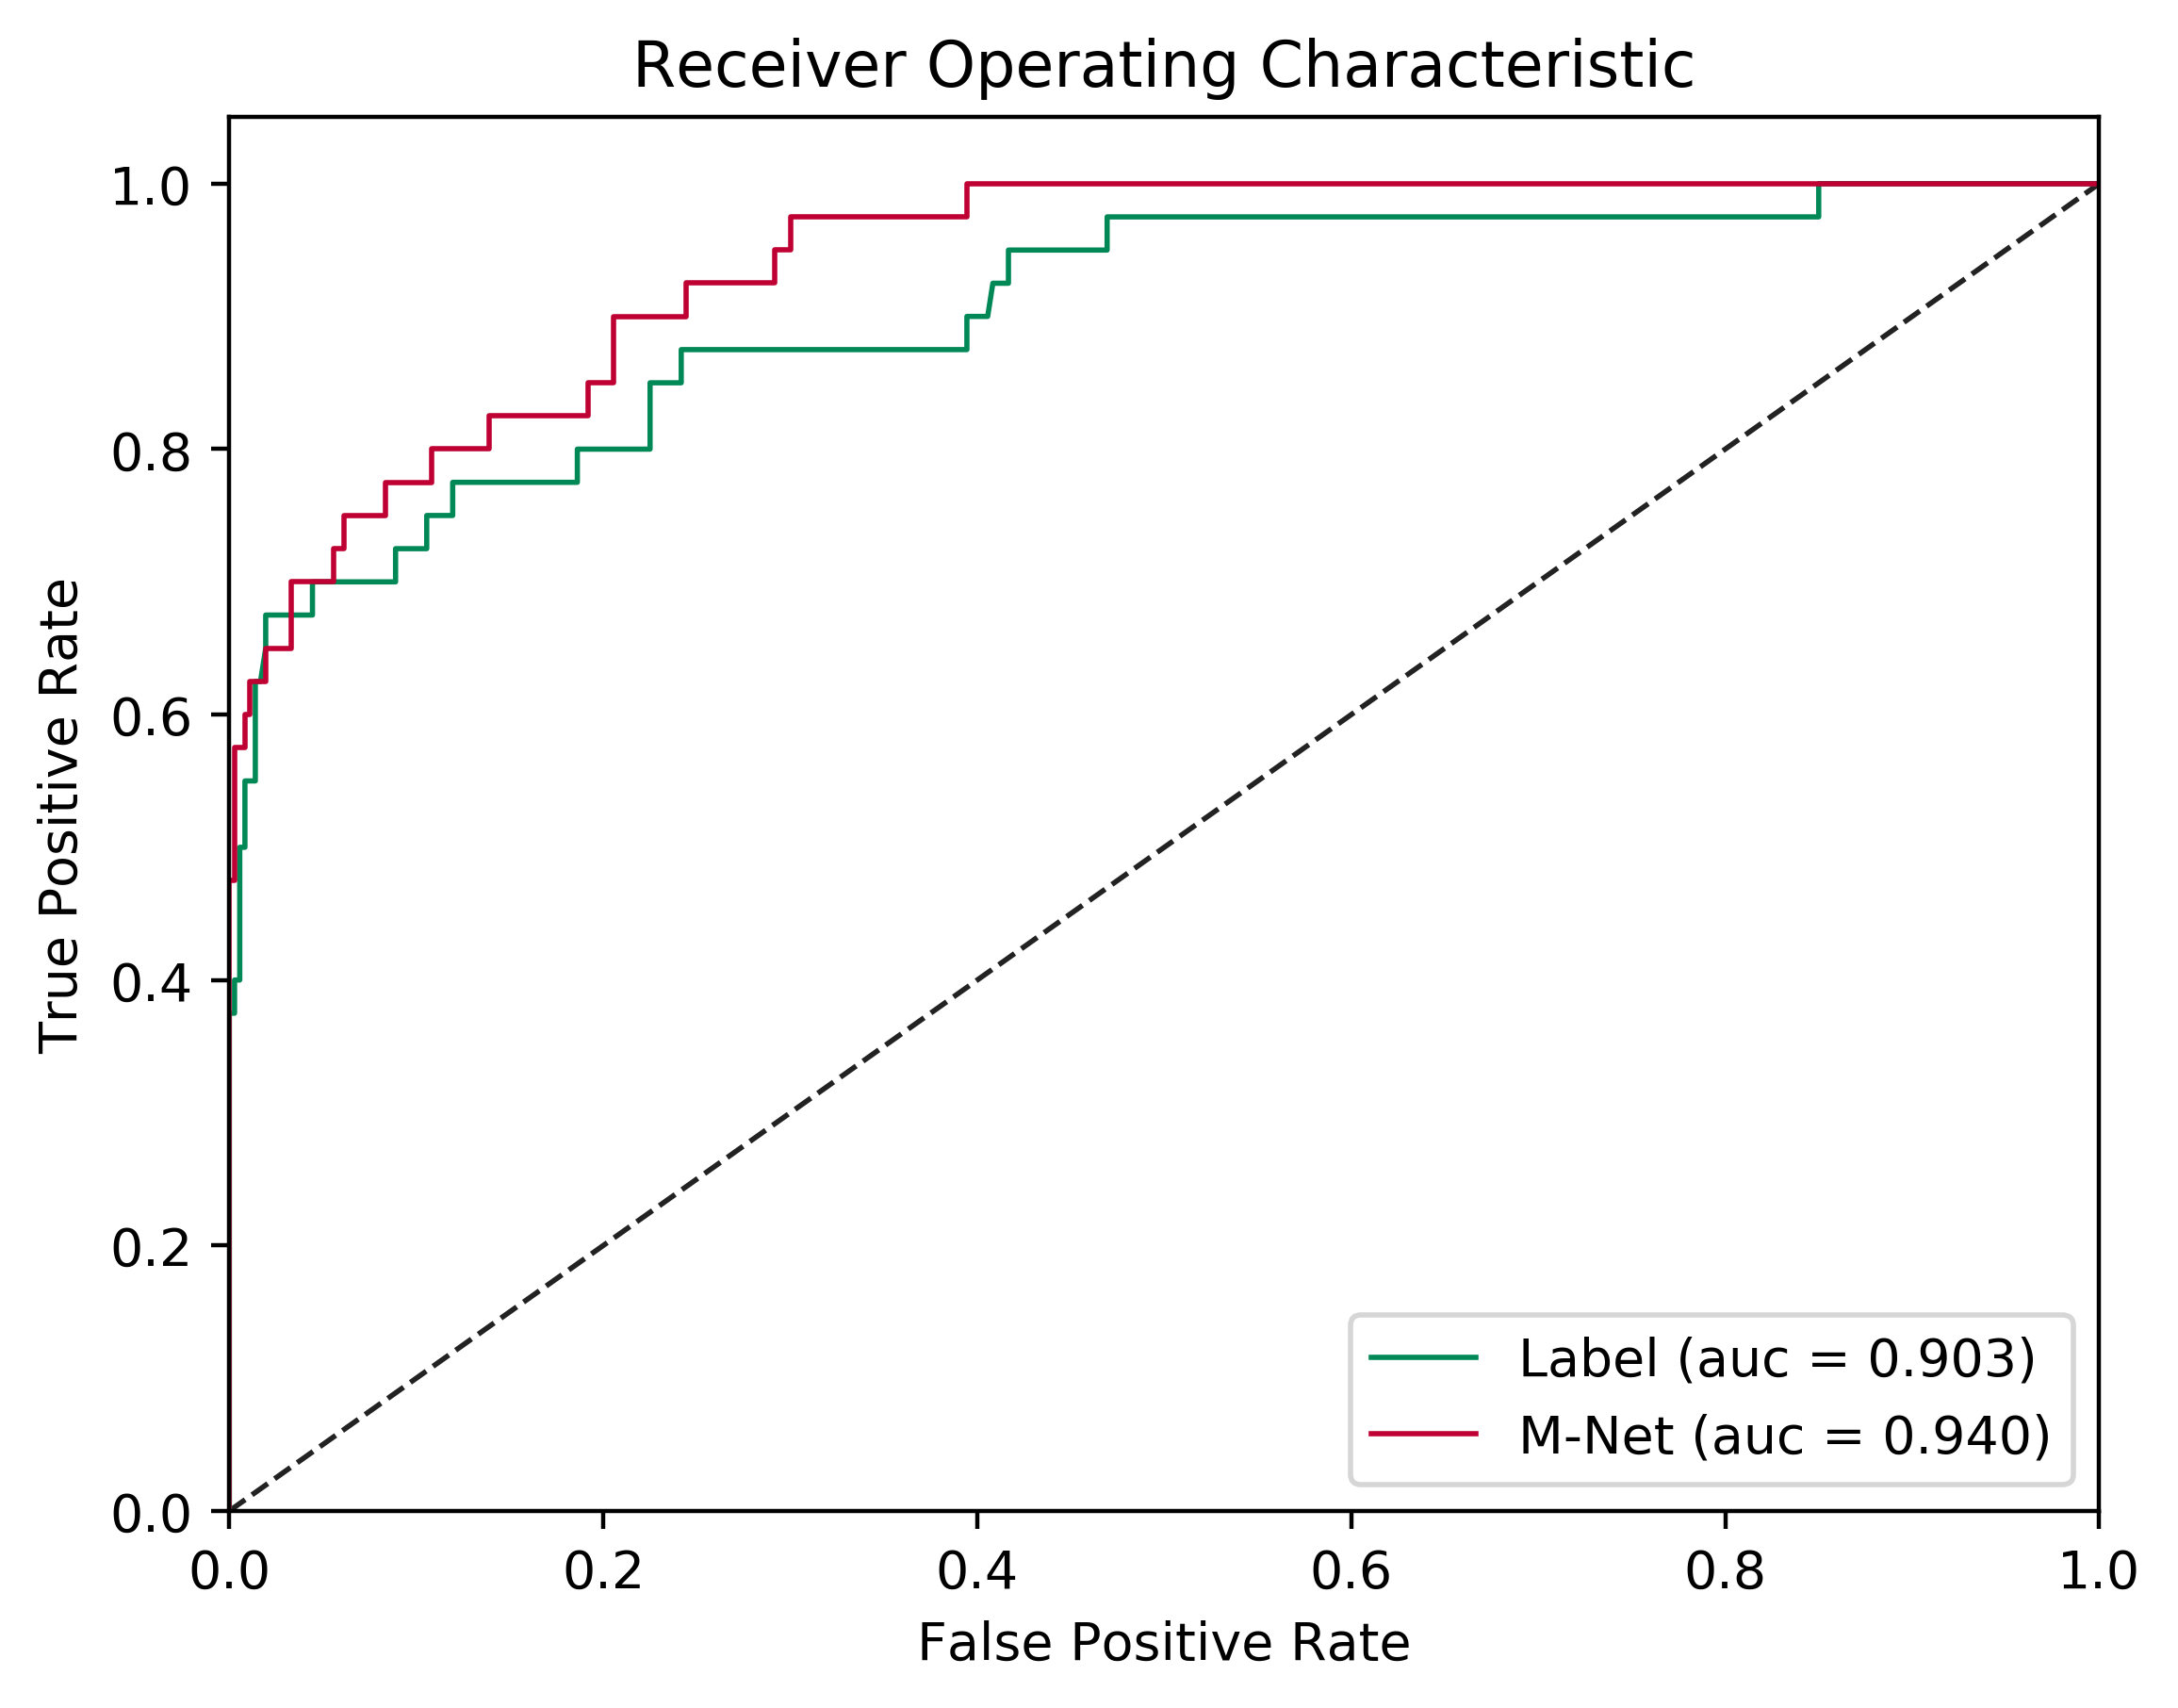 Receiver Operating Characteristic
True Positive Rate
1.0
0.8
0.6
0.4
0.2
0.0
Label (auc = 0.903)
M-Net (auc = 0.940)
0.0 0.2 0.4 0.6 0.8 1.0
False Positive Rate